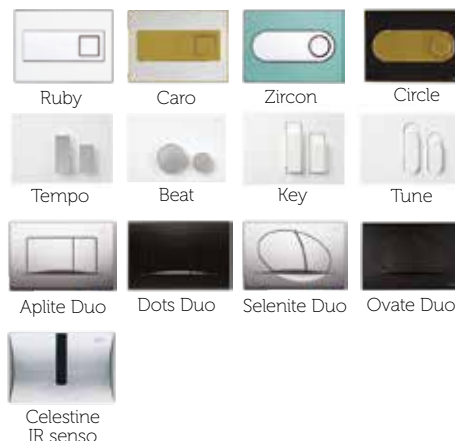 Ruby
Caro
Zircon
Circle
Tempo
Beat
Key
Tune
Aplite Duo
Dots Duo
Selenite Duo
Ovate Duo
Celestine
IR senso